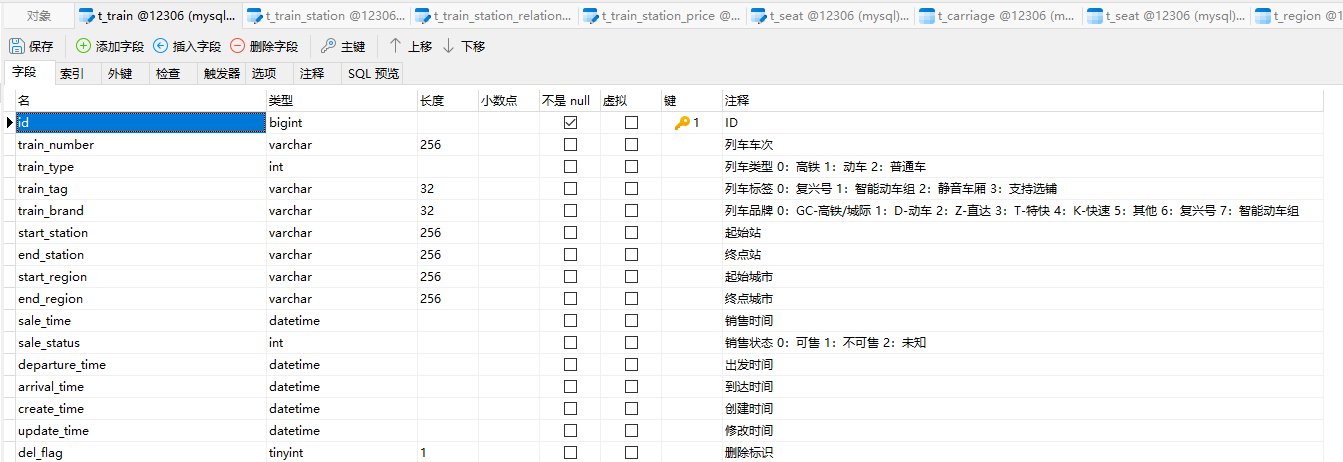 对象 t_train @12306 (mysql... t_train_station @12306... t_train_station_relation... t_train_station_price @... t_seat @12306 (mysql)... t_carriage @12306 (m... t_seat @12306 (mysql)... t_region @1
保存 添加字段 插入字段 删除字段 主键 上移 下移
字段 索引 外键 检查 触发器 选项 注释 SQL 预览
名 类型 长度 小数点 不是 null 虚拟 键 注释
id bigint 1 ID
train_number varchar 256 列车车次
train_type int 列车类型 0：高铁 1：动车 2：普通车
train_tag varchar 32 列车标签 0：复兴号 1：智能动车组 2：静音车厢 3：支持选铺
train_brand varchar 32 列车品牌 0：GC-高铁/城际 1：D-动车 2：Z-直达 3：T-特快 4：K-快速 5：其他 6：复兴号 7：智能动车组
start_station varchar 256 起始站
end_station varchar 256 终点站
start_region varchar 256 起始城市
end_region varchar 256 终点城市
sale_time datetime 销售时间
sale_status int 销售状态 0：可售 1：不可售 2：未知
departure_time datetime 出发时间
arrival_time datetime 到达时间
create_time datetime 创建时间
update_time datetime 修改时间
del_flag tinyint 1 删除标识